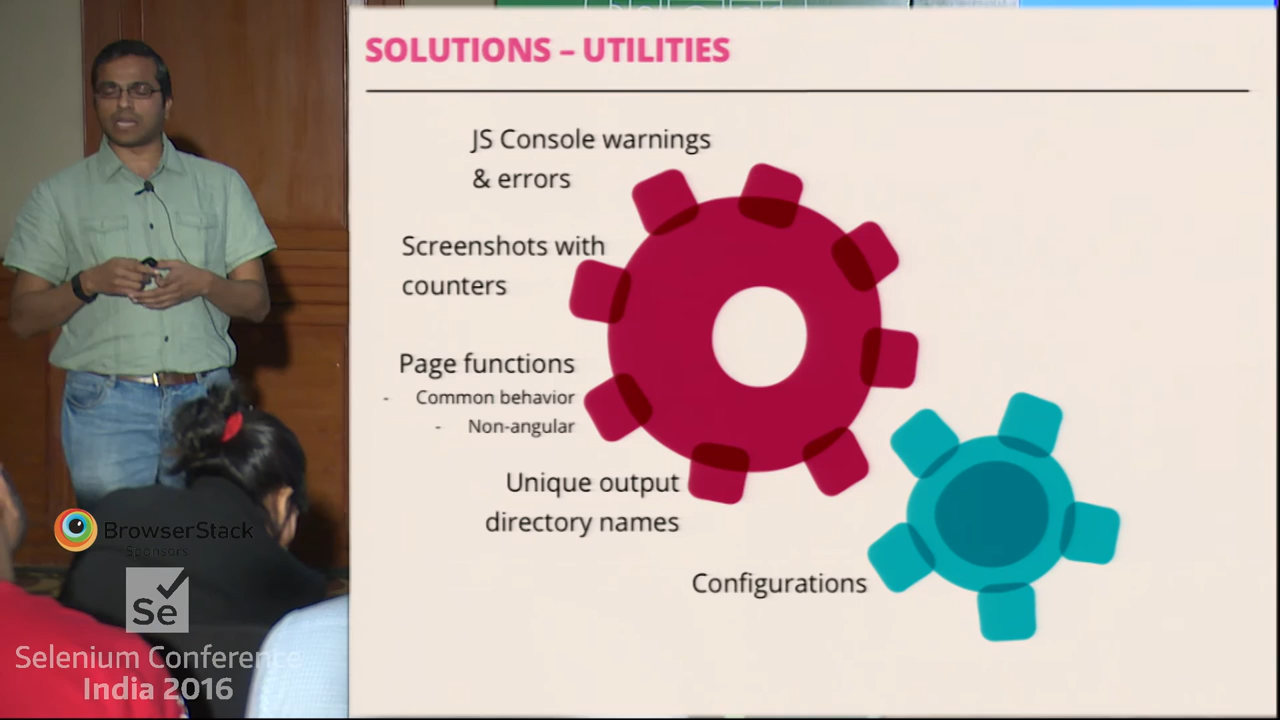 SOLUTIONS – UTILITIES
JS Console warnings
& errors
Screenshots with
counters
Page functions
- Common behavior
- Non-angular
Unique output
directory names
Configurations
BrowserStack
Sponsors
Se
Selenium Conference
India 2016